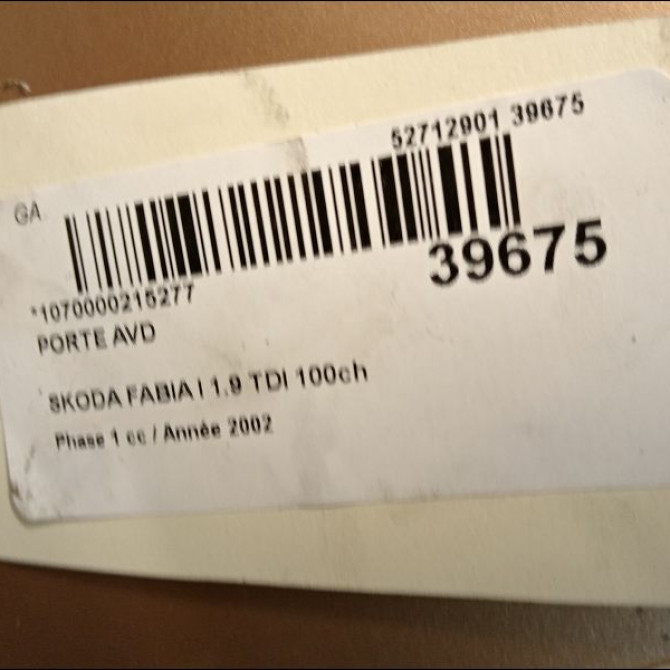 52712901 39675
GA
39675
*1070000215277
PORTE AVD
SKODA FABIA I 1.9 TDI 100ch
Phase 1 cc / Année 2002